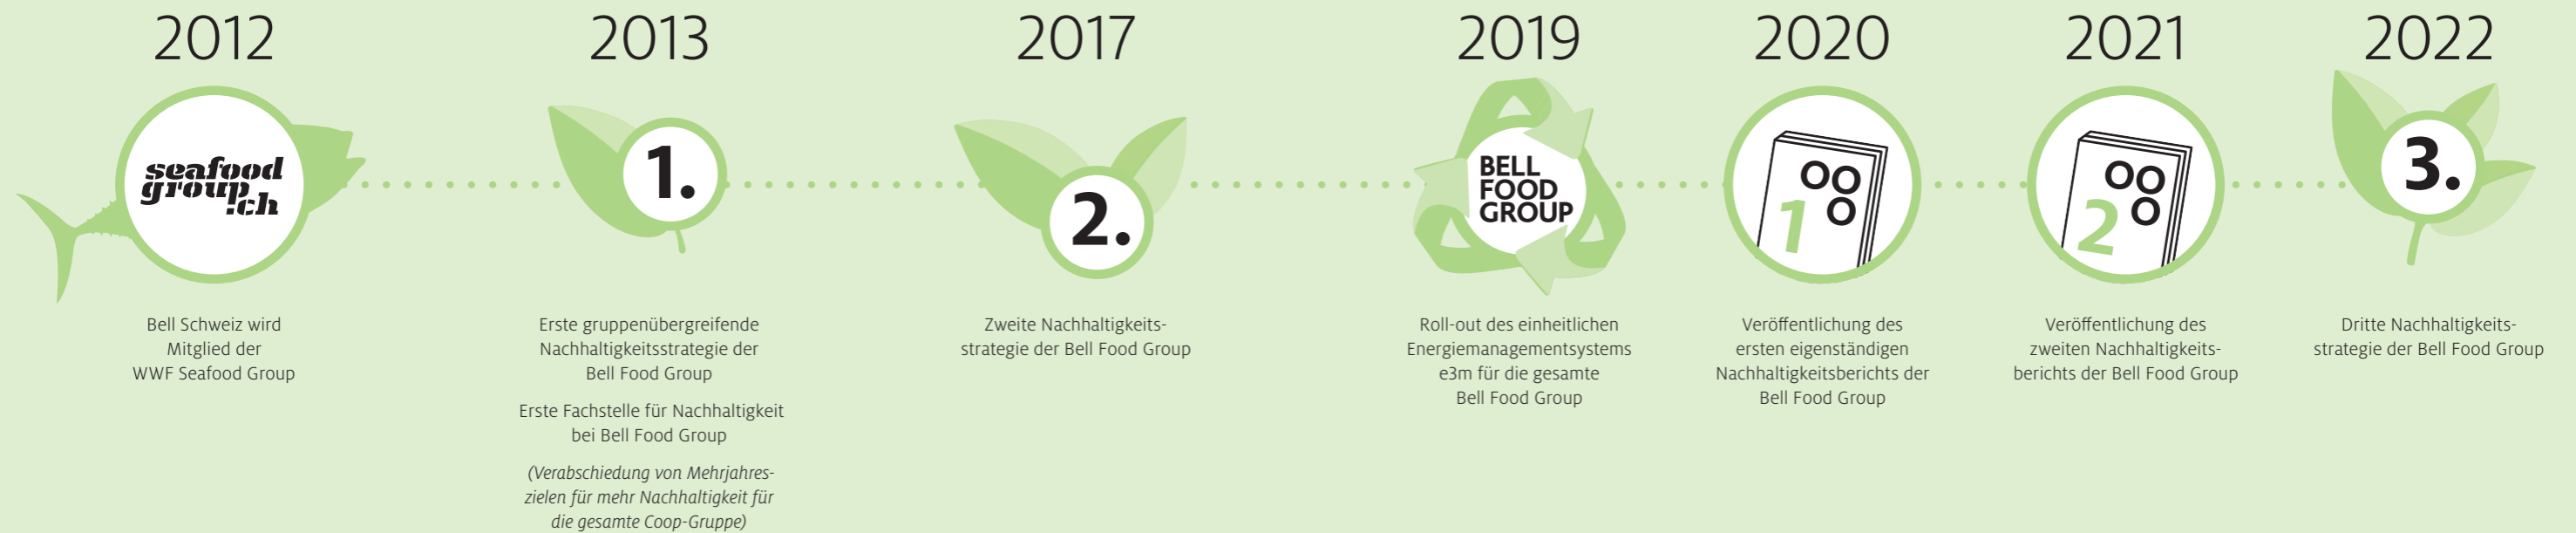 2012
seafood
group
.ch
Bell Schweiz wird
Mitglied der
WWF Seafood Group
2013
1.
Erste gruppenübergreifende
Nachhaltigkeitsstrategie der
Bell Food Group
Erste Fachstelle für Nachhaltigkeit
bei Bell Food Group
(Verabschiedung von Mehrjahres-
zielen für mehr Nachhaltigkeit für
die gesamte Coop-Gruppe)
2017
2.
Zweite Nachhaltigkeits-
strategie der Bell Food Group
2019
BELL
FOOD
GROUP
Roll-out des einheitlichen
Energiemanagementsystems
e3m für die gesamte
Bell Food Group
2020
1
Veröffentlichung des
ersten eigenständigen
Nachhaltigkeitsberichts der
Bell Food Group
2021
2
Veröffentlichung des
zweiten Nachhaltigkeits-
berichts der Bell Food Group
2022
3.
Dritte Nachhaltigkeits-
strategie der Bell Food Group